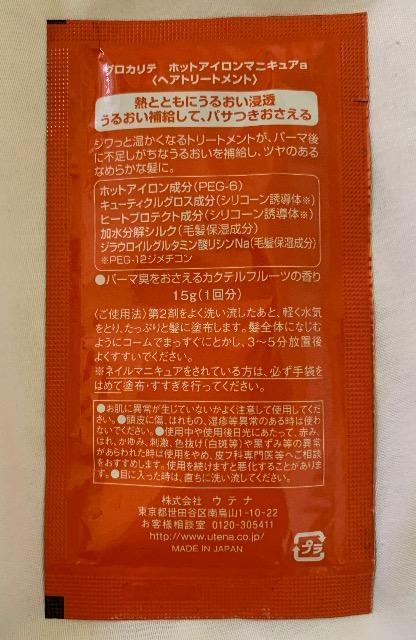 プロカリテ　ホットアイロンマニキュアa
〈ヘアトリートメント〉
熱とともにうるおい浸透
うるおい補給して、パサつきおさえる
ジワっと温かくなるトリートメントが、パーマ後
に不足しがちなうるおいを補給し、ツヤのある
なめらかな髪に。
ホットアイロン成分(PEG-6)
キューティクルグロス成分(シリコーン誘導体※)
ヒートプロテクト成分(シリコーン誘導体※)
加水分解シルク(毛髪保湿成分)
ジラウロイルグルタミン酸リシンNa(毛髪保湿成分)
※PEG-12ジメチコン
●パーマ臭をおさえるカクテルフルーツの香り
15g(1回分)
〈ご使用法〉第2剤をよく洗い流したあと、軽く水気
をとり、たっぷりと髪に塗布します。髪全体になじむ
ようにコームでまっすぐにとかし、3〜5分放置後
よくすすいでください。
※ネイルマニキュアをされている方は、必ず手袋を
はめて塗布・すすぎを行ってください。
●お肌に異常が生じていないかよく注意して使用してくだ
さい。●頭皮に傷、はれもの、湿疹等異常のある時は使わ
ないでください。●使用中や使用後日光にあたって、赤み、
はれ、かゆみ、刺激、色抜け(白斑等)や黒ずみ等の異常
があらわれた時は使用をやめ、皮フ科専門医等へご相談
をおすすめします。使用を続けますと悪化することがありま
す。●目に入った時は、直ちに洗い流してください。
株式会社　ウテナ
東京都世田谷区南烏山1-10-22
お客様相談室 0120-305411
http://www.utena.co.jp/
MADE IN JAPAN
プラ